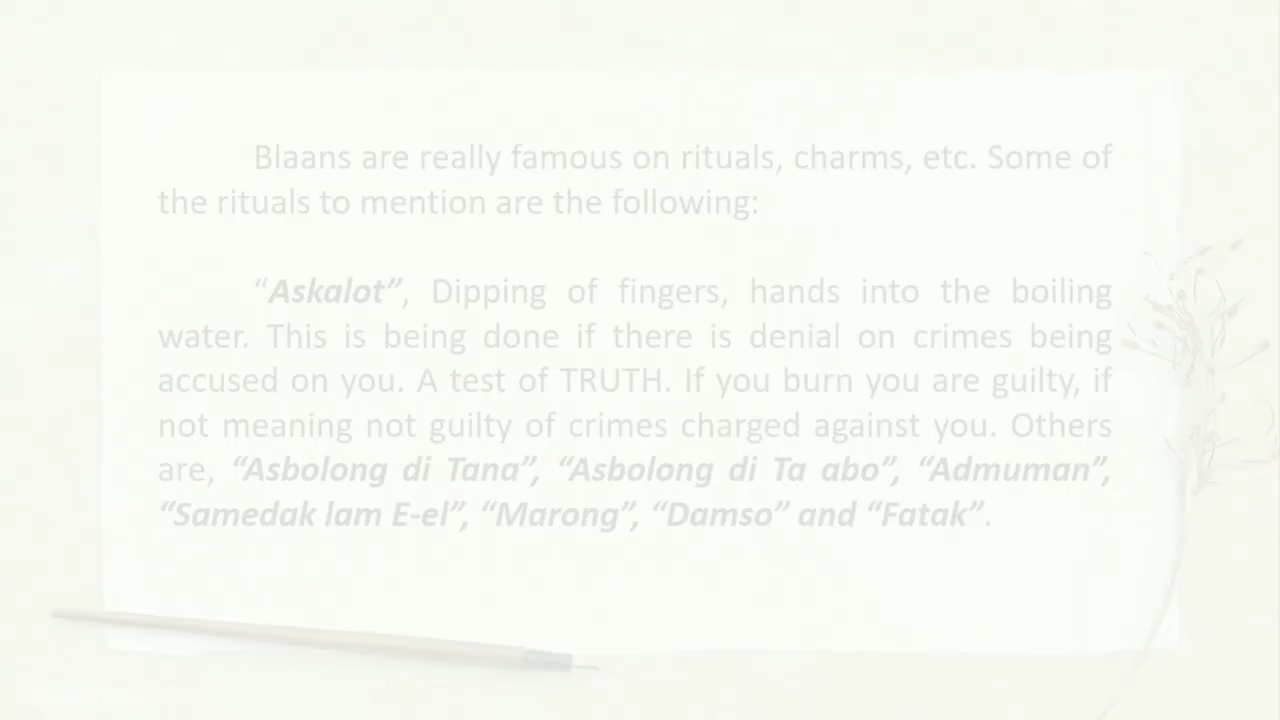 Blaans are really famous on rituals, charms, etc. Some of
the rituals to mention are the following:
“Askalot”, Dipping of fingers, hands into the boiling
water. This is being done if there is denial on crimes being
accused on you. A test of TRUTH. If you burn you are guilty, if
not meaning not guilty of crimes charged against you. Others
are, “Asbolong di Tana”, “Asbolong di Ta abo”, “Admuman”,
“Samedak lam E-el”, “Marong”, “Damso” and “Fatak”.